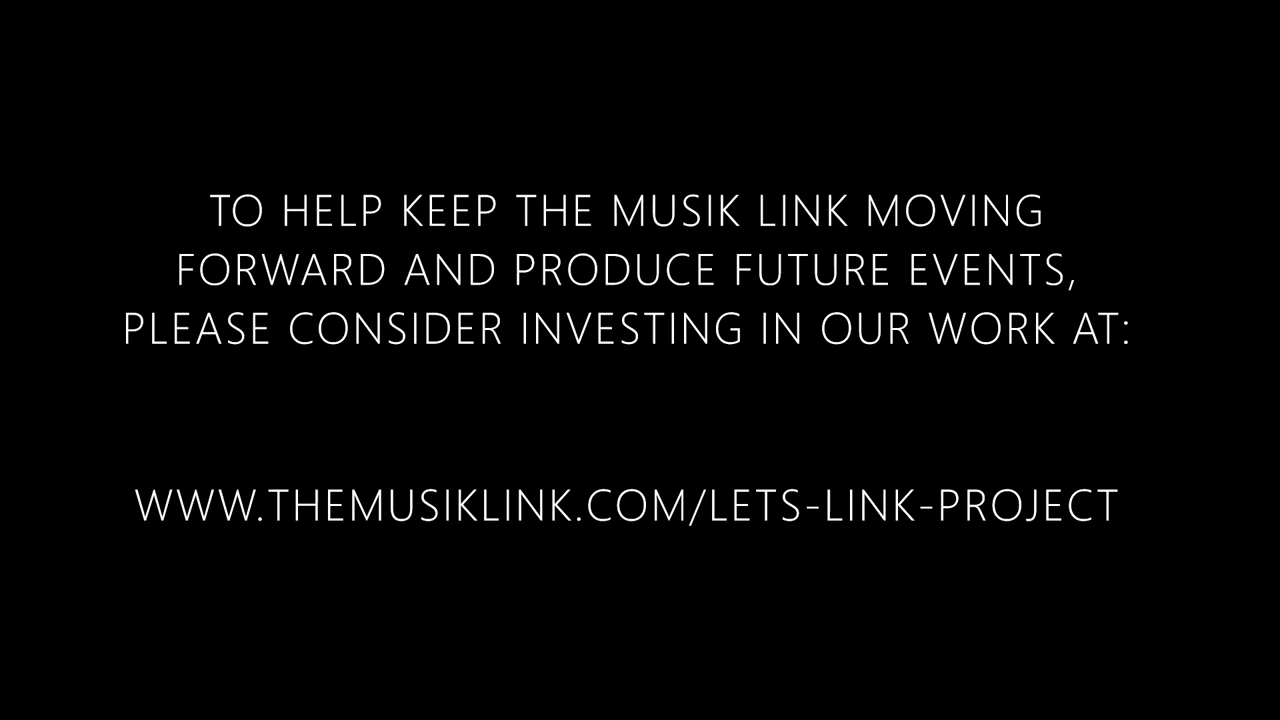 TO HELP KEEP THE MUSIK LINK MOVING
FORWARD AND PRODUCE FUTURE EVENTS,
PLEASE CONSIDER INVESTING IN OUR WORK AT:
WWW.THEMUSIKLINK.COM/LETS-LINK-PROJECT